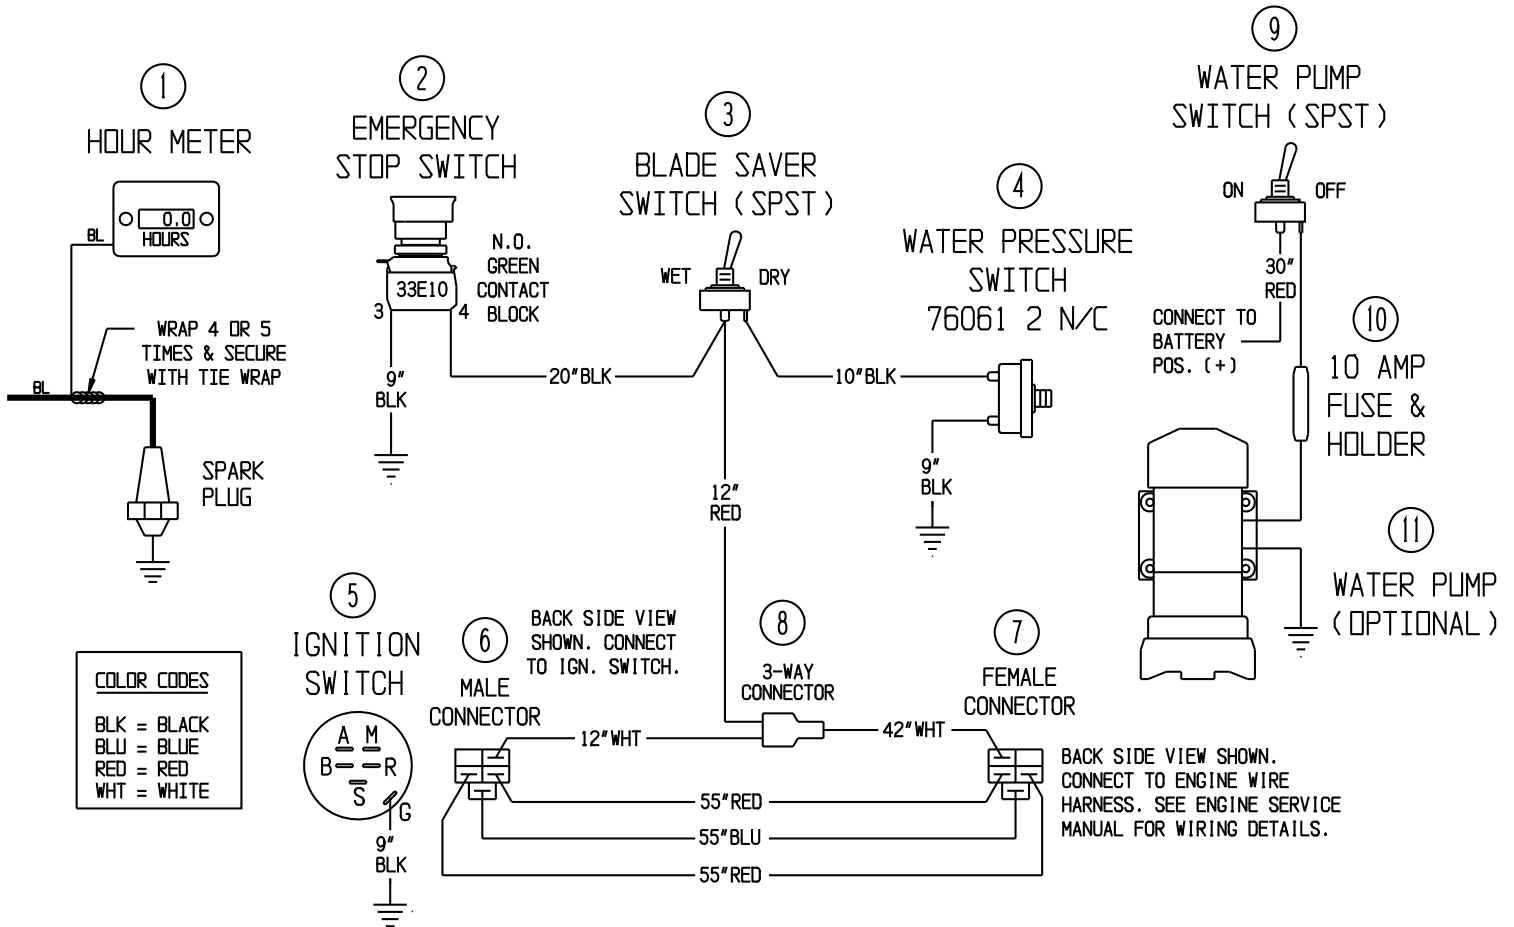 1
HOUR METER
0.0
HOURS
BL
WRAP 4 OR 5
TIMES & SECURE
WITH TIE WRAP
BL
SPARK
PLUG
2
EMERGENCY
STOP SWITCH
33E10
3
4
N.O.
GREEN
CONTACT
BLOCK
9"
BLK
20"BLK
3
BLADE SAVER
SWITCH (SPST)
WET
DRY
10"BLK
12"
RED
4
WATER PRESSURE
SWITCH
76061 2 N/C
9"
BLK
9
WATER PUMP
SWITCH (SPST)
ON
OFF
30"
RED
CONNECT TO
BATTERY
POS. (+)
10
10 AMP
FUSE &
HOLDER
11
WATER PUMP
(OPTIONAL)
COLOR CODES
BLK = BLACK
BLU = BLUE
RED = RED
WHT = WHITE
5
IGNITION
SWITCH
A M
B R
S
G
9"
BLK
6
MALE
CONNECTOR
BACK SIDE VIEW
SHOWN. CONNECT
TO IGN. SWITCH.
12"WHT
8
3-WAY
CONNECTOR
42"WHT
7
FEMALE
CONNECTOR
55"RED
55"BLU
55"RED
BACK SIDE VIEW SHOWN.
CONNECT TO ENGINE WIRE
HARNESS. SEE ENGINE SERVICE
MANUAL FOR WIRING DETAILS.